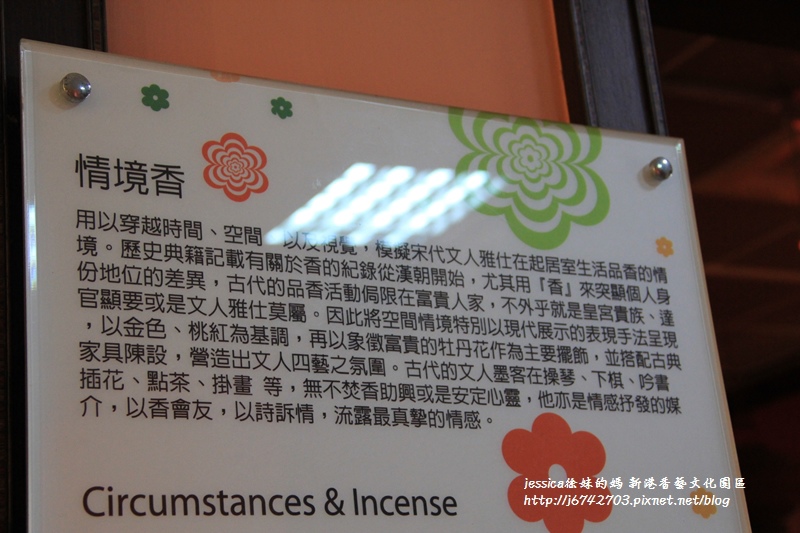 情境香
用以穿越時間、空間 以及視覺，模擬宋代文人雅仕在起居室生活品香的情
境。歷史典籍記載有關於香的紀錄從漢朝開始，尤其用『香』來突顯個人身
份地位的差異，古代的品香活動侷限在富貴人家，不外乎就是皇宮貴族、達
官顯要或是文人雅仕莫屬。因此將空間情境特別以現代展示的表現手法呈現
，以金色、桃紅為基調，再以象徵富貴的牡丹花作為主要擺飾，並搭配古典
家具陳設，營造出文人四藝之氛圍。古代的文人墨客在操琴、下棋、吟書
插花、點茶、掛畫 等，無不焚香助興或是安定心靈，他亦是情感抒發的媒
介，以香會友，以詩訴情，流露最真摯的情感。
Circumstances & Incense
jessica徐妹的媽 新港香藝文化園區
http://j6742703.pixnet.net/blog